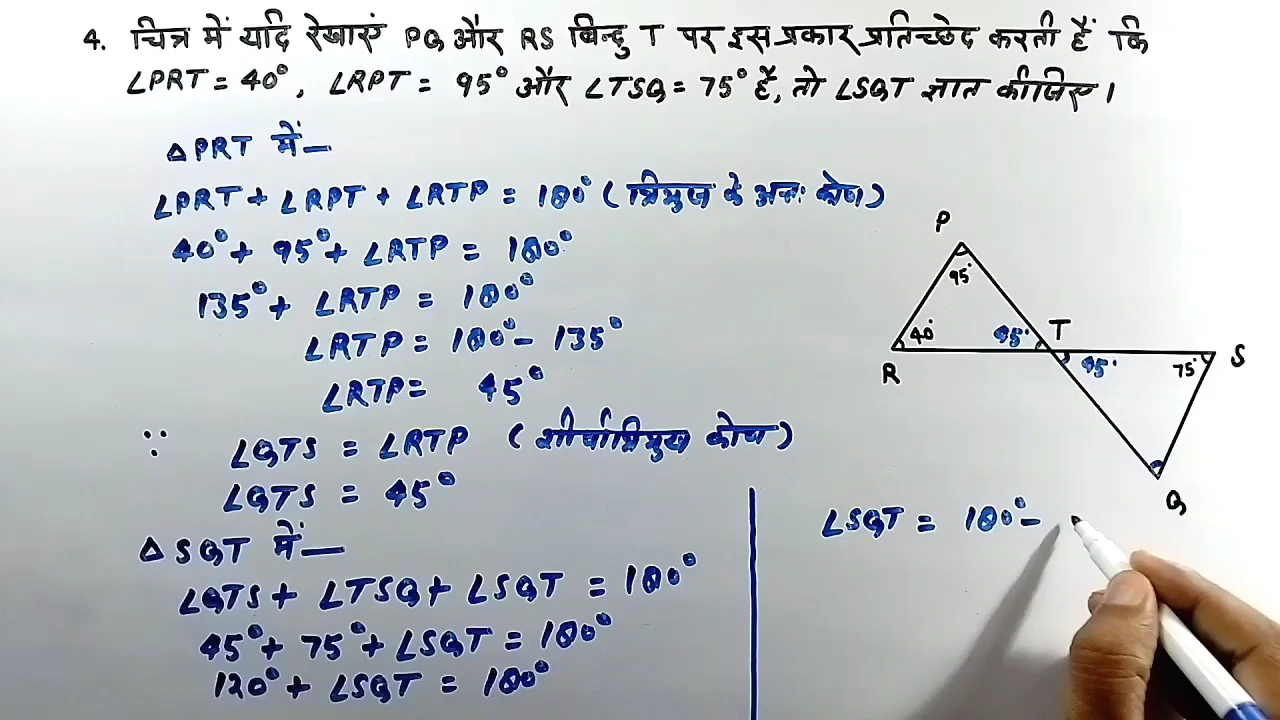 4. चित्र में यदि रेखाएं PQ और RS बिन्दु T पर इस प्रकार प्रतिच्छेद करती हैं कि
∠PRT = 40°, ∠RPT = 95° और ∠TSQ = 75° है, तो ∠SQT ज्ञात कीजिए।
△PRT में—
∠PRT + ∠RPT + ∠RTP = 180° (त्रिभुज के अन्तः कोण)
40° + 95° + ∠RTP = 180°
135° + ∠RTP = 180°
∠RTP = 180° - 135°
∠RTP = 45°
∵ ∠QTS = ∠RTP (शीर्षाभिमुख कोण)
∠QTS = 45°
△SQT में—
∠QTS + ∠TSQ + ∠SQT = 180°
45° + 75° + ∠SQT = 180°
120° + ∠SQT = 180°
P
95°
40°
45°
T
R
45°
75°
S
Q
∠SQT = 180° -